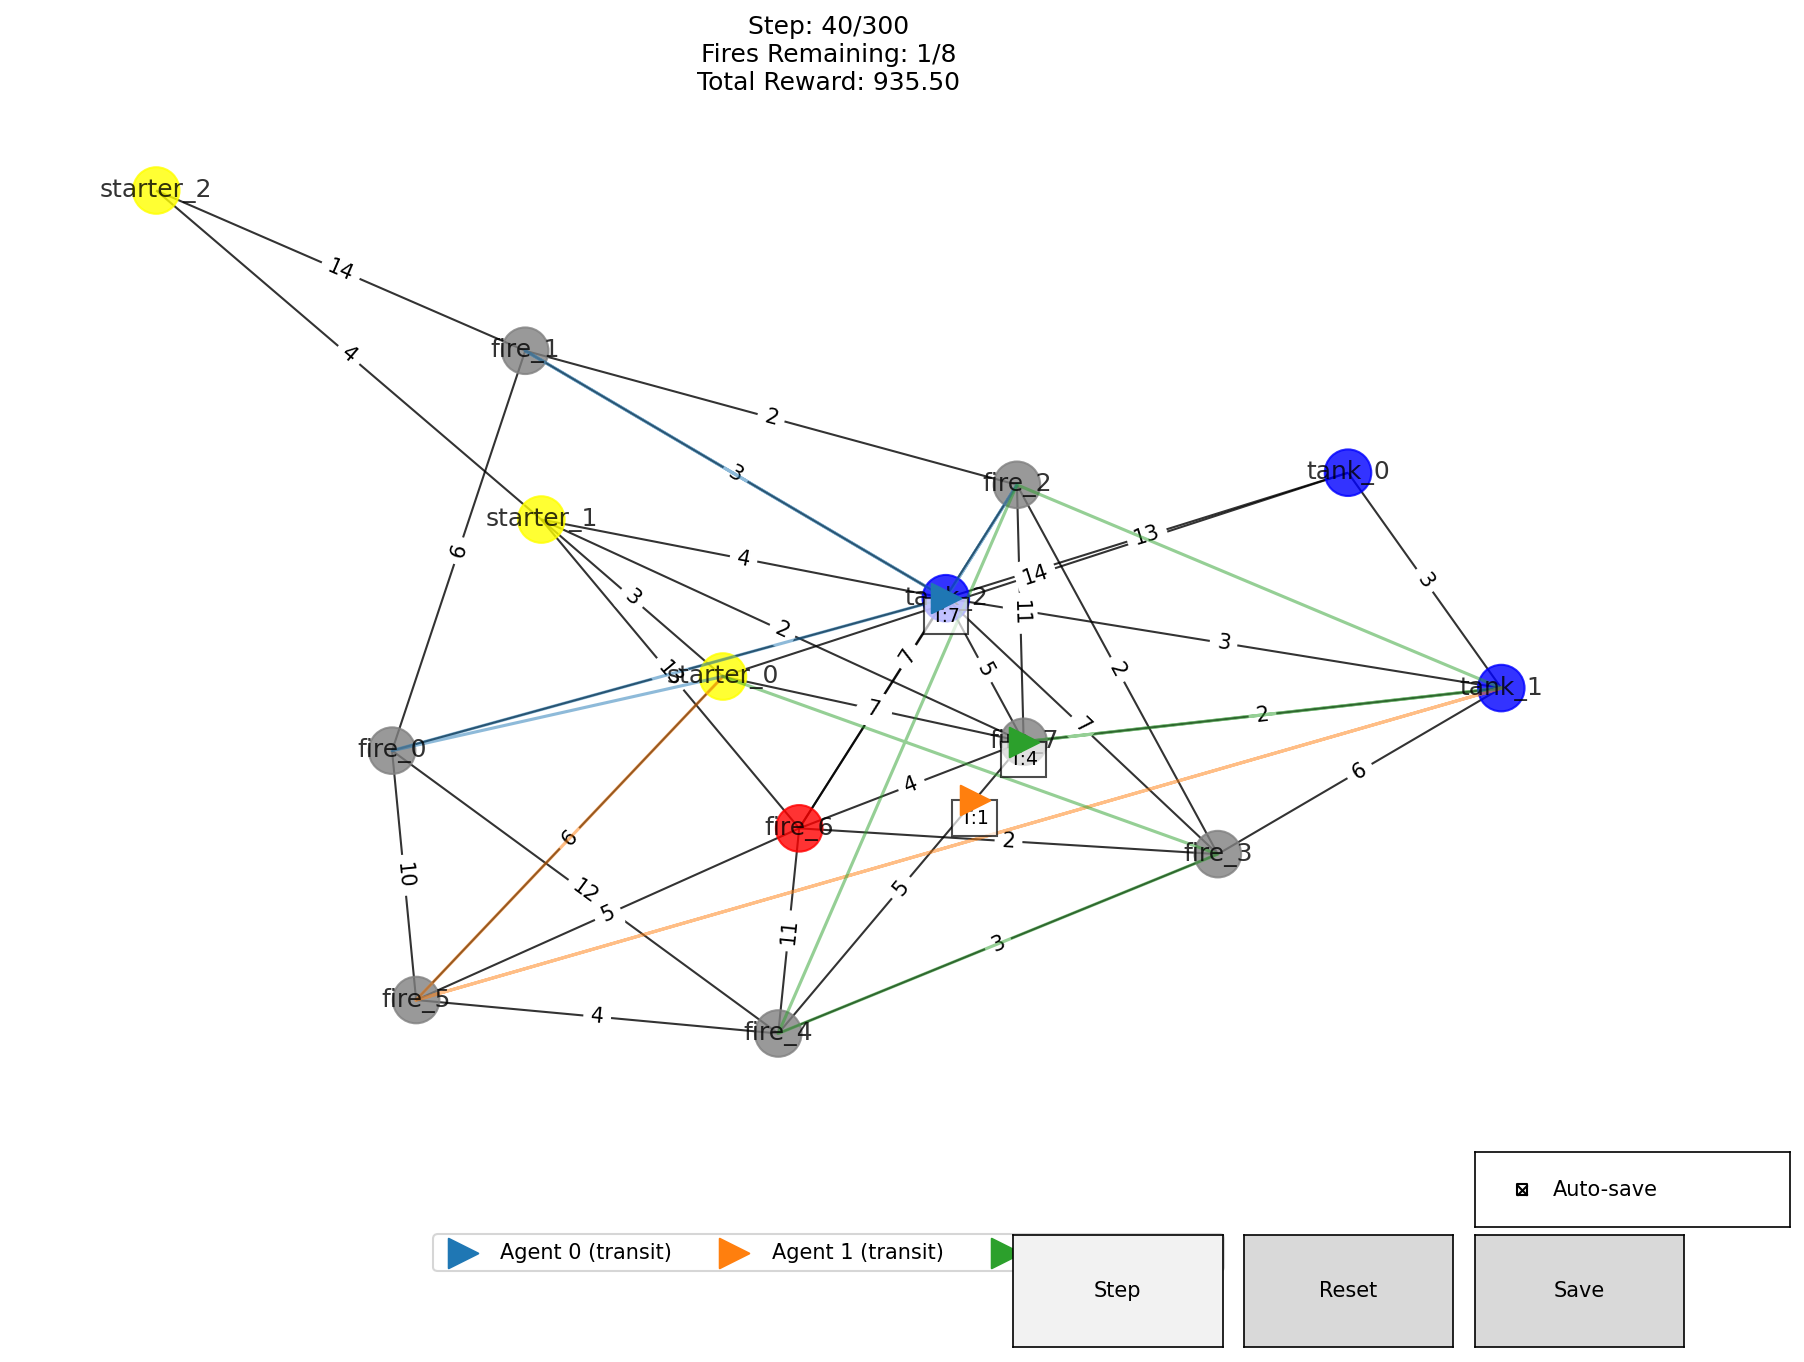 Step: 40/300
Fires Remaining: 1/8
Total Reward: 935.50
starter_2
14
4
fire_1
2
3
fire_2
tank_0
starter_1
13
6
4
14
3
3
11
T:7
2
3
2
7
5
2
starter_0
tank_1
7
2
7
fire_0
T:4
6
4
T:1
fire_6
2
fire_3
6
10
12
5
5
11
3
fire_5
4
fire_4
Auto-save
Agent 0 (transit)
Agent 1 (transit)
Step
Reset
Save